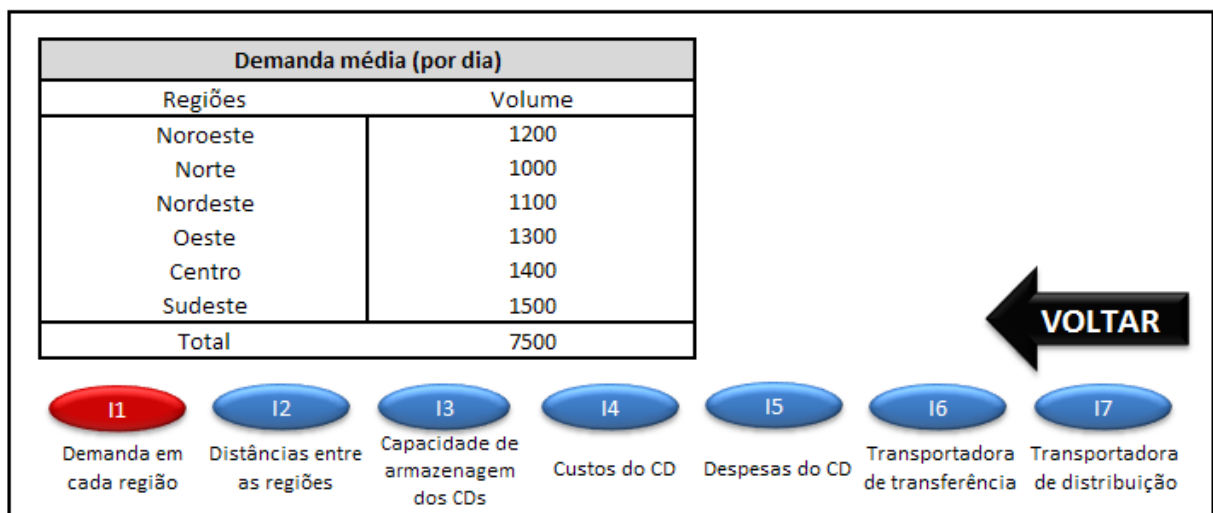 Demanda média (por dia)
Regiões Volume
Noroeste 1200
Norte 1000
Nordeste 1100
Oeste 1300
Centro 1400
Sudeste 1500
Total 7500
VOLTAR
I1 I2 I3 I4 I5 I6 I7
Demanda em
cada região
Distâncias entre
as regiões
Capacidade de
armazenagem
dos CDs
Custos do CD
Despesas do CD
Transportadora
de transferência
Transportadora
de distribuição